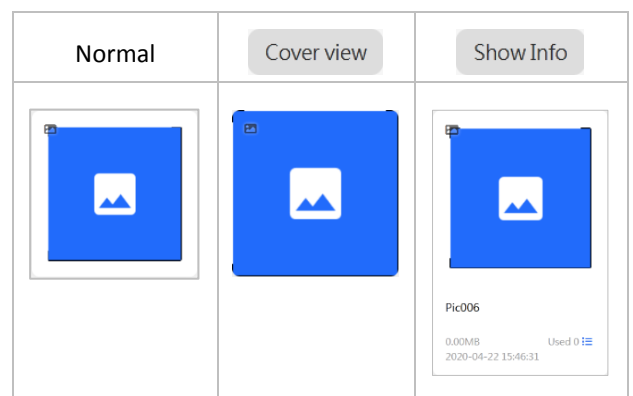 Normal
Cover view
Show Info
Pic006
0.00MB
Used 0
2020-04-22 15:46:31